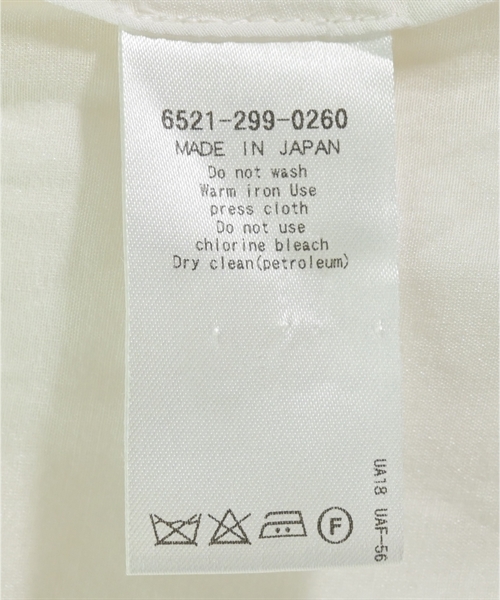 6521-299-0260
MADE IN JAPAN
Do not wash
Warm iron Use
press cloth
Do not use
chlorine bleach
Dry clean(petroleum)
UA18 UAF-56
F